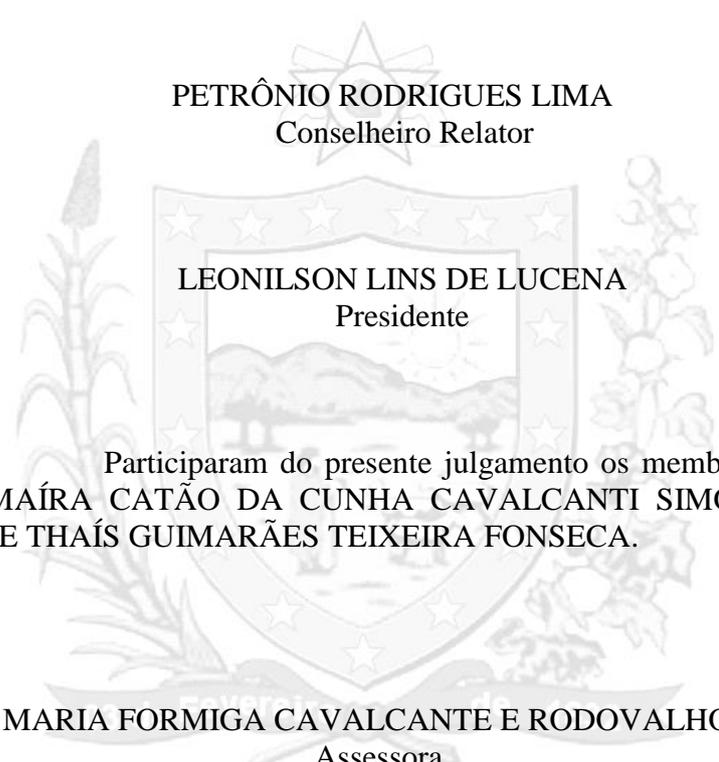 PETRÔNIO RODRIGUES LIMA
Conselheiro Relator
LEONILSON LINS DE LUCENA
Presidente
Participaram do presente julgamento os memb
MAÍRA CATÃO DA CUNHA CAVALCANTI SIMÕ
E THAÍS GUIMARÃES TEIXEIRA FONSECA.
MARIA FORMIGA CAVALCANTE E RODOVALHO
Assessora